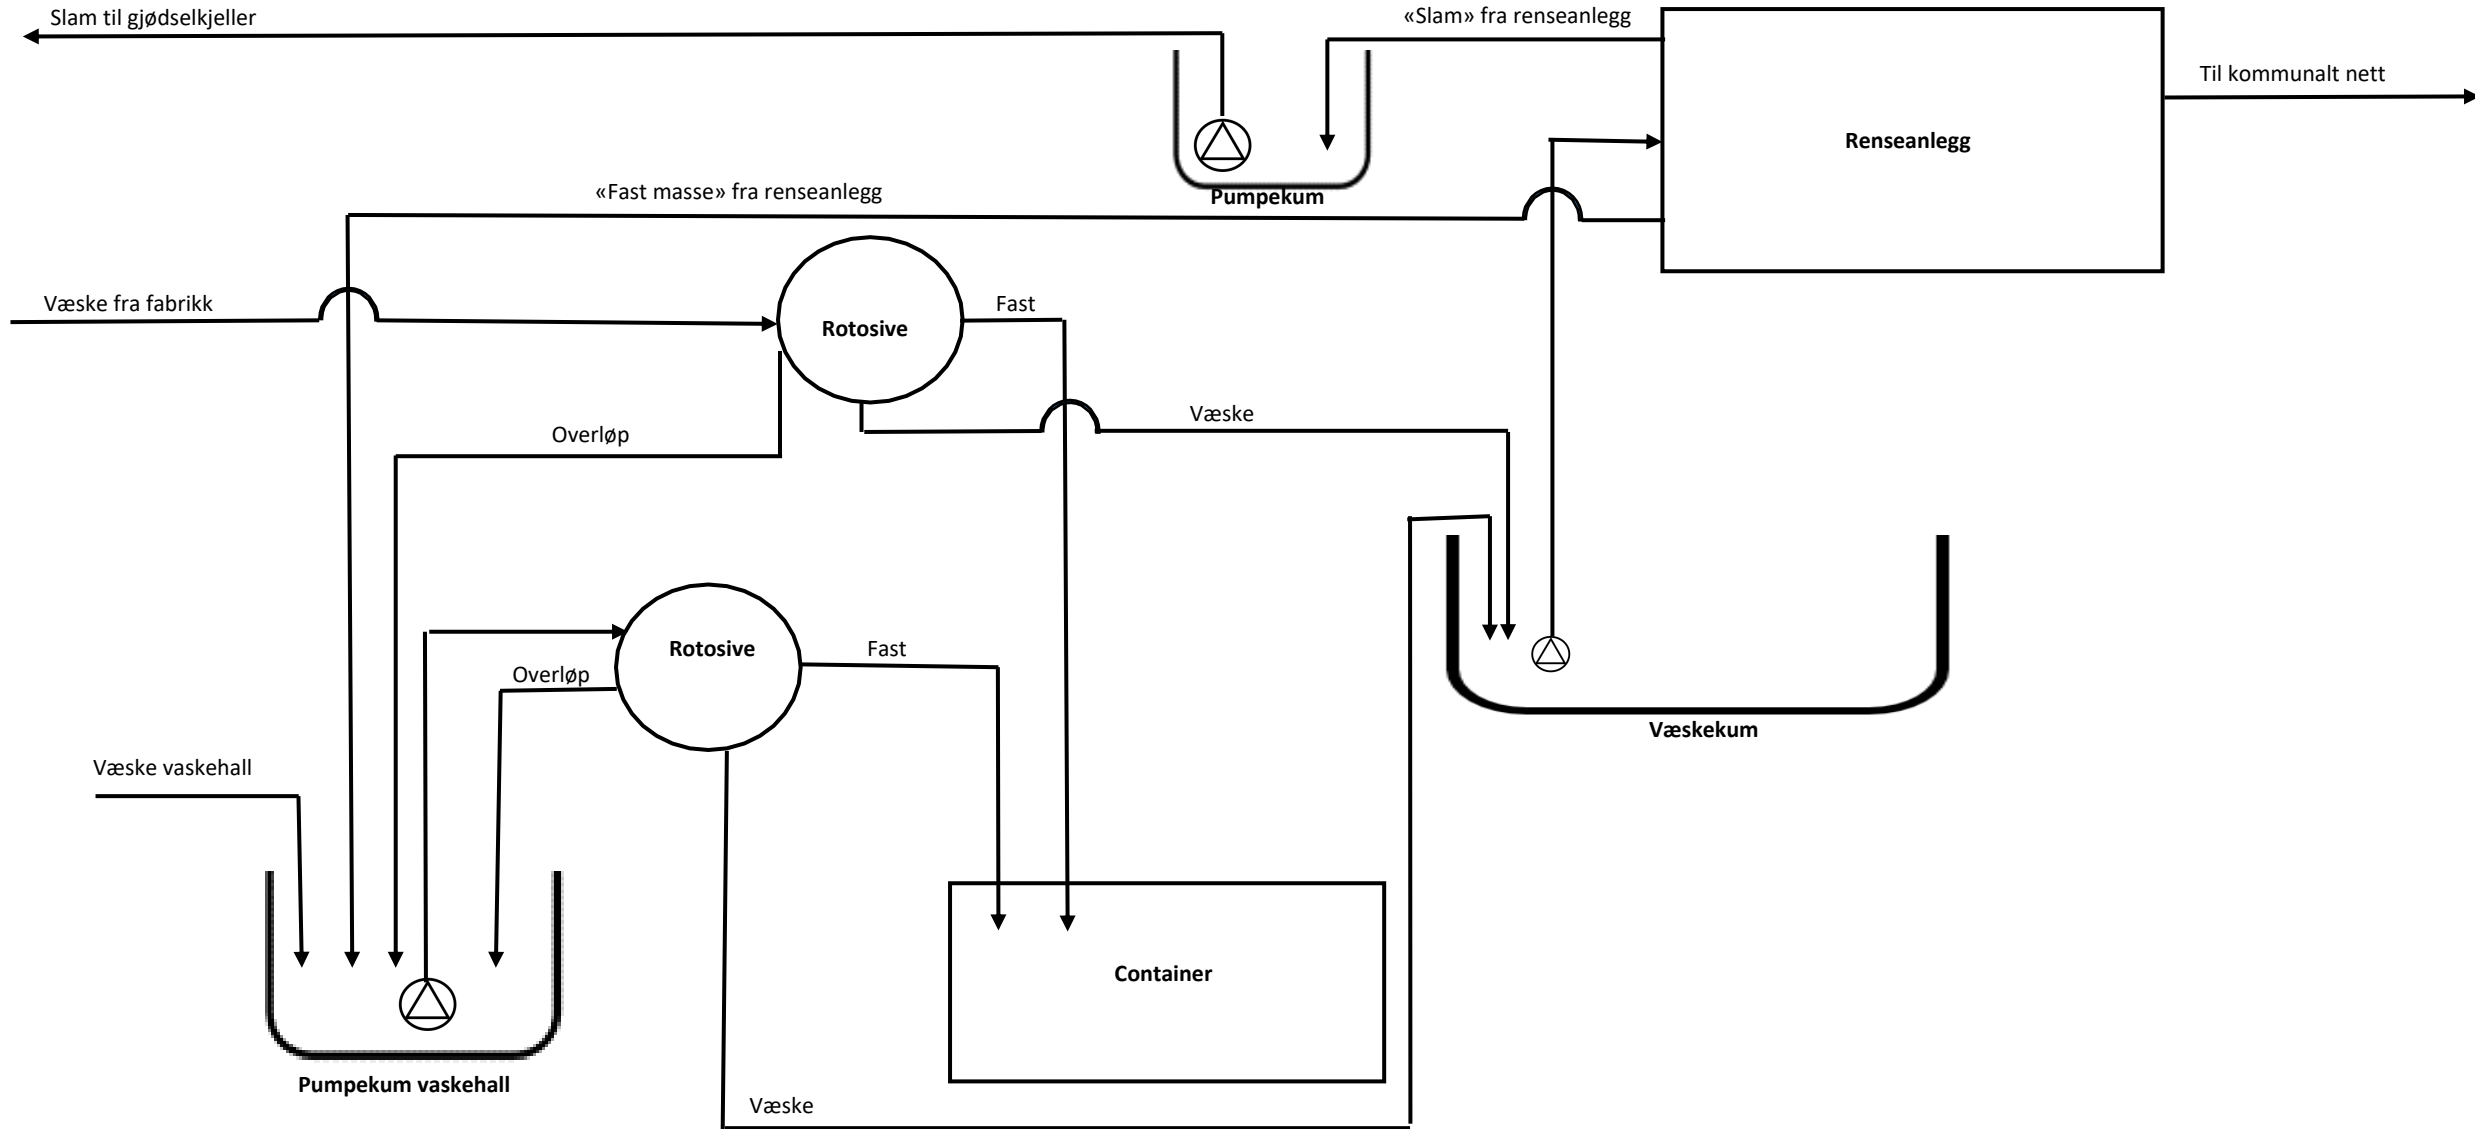 Slam til gjødselkjeller
«Slam» fra renseanlegg
Til kommunalt nett
Renseanlegg
«Fast masse» fra renseanlegg
Pumpekum
Væske fra fabrikk
Fast
Rotosive
Væske
Overløp
Rotosive
Fast
Overløp
Væskekum
Væske vaskehall
Container
Pumpekum vaskehall
Væske